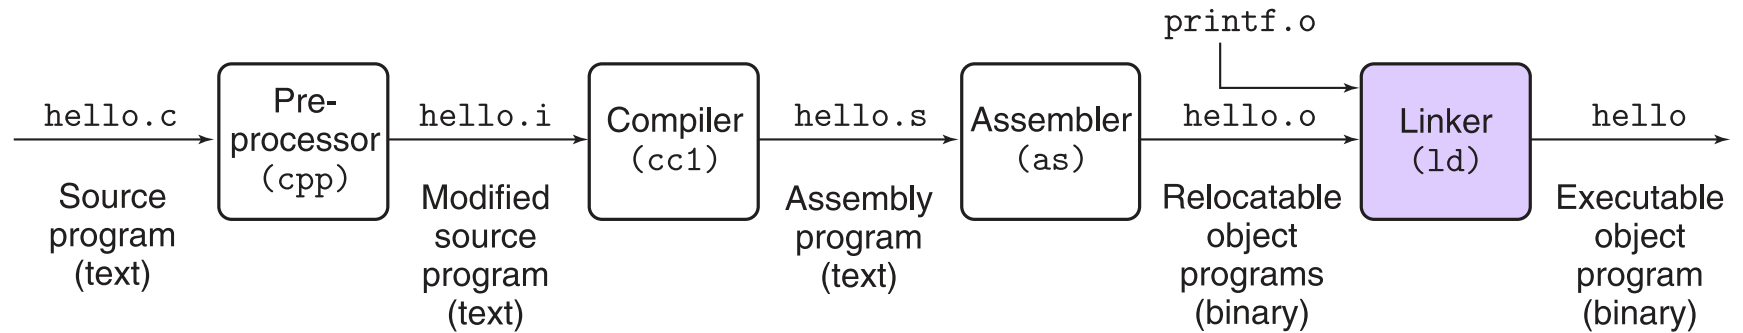 printf.o
hello.c
Pre-
processor
(cpp)
hello.i
Compiler
(cc1)
hello.s
Assembler
(as)
hello.o
Linker
(ld)
hello
Source
program
(text)
Modified
source
program
(text)
Assembly
program
(text)
Relocatable
object
programs
(binary)
Executable
object
program
(binary)